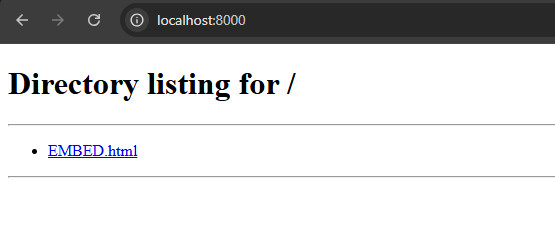 localhost:8000
Directory listing for /
EMBED.html